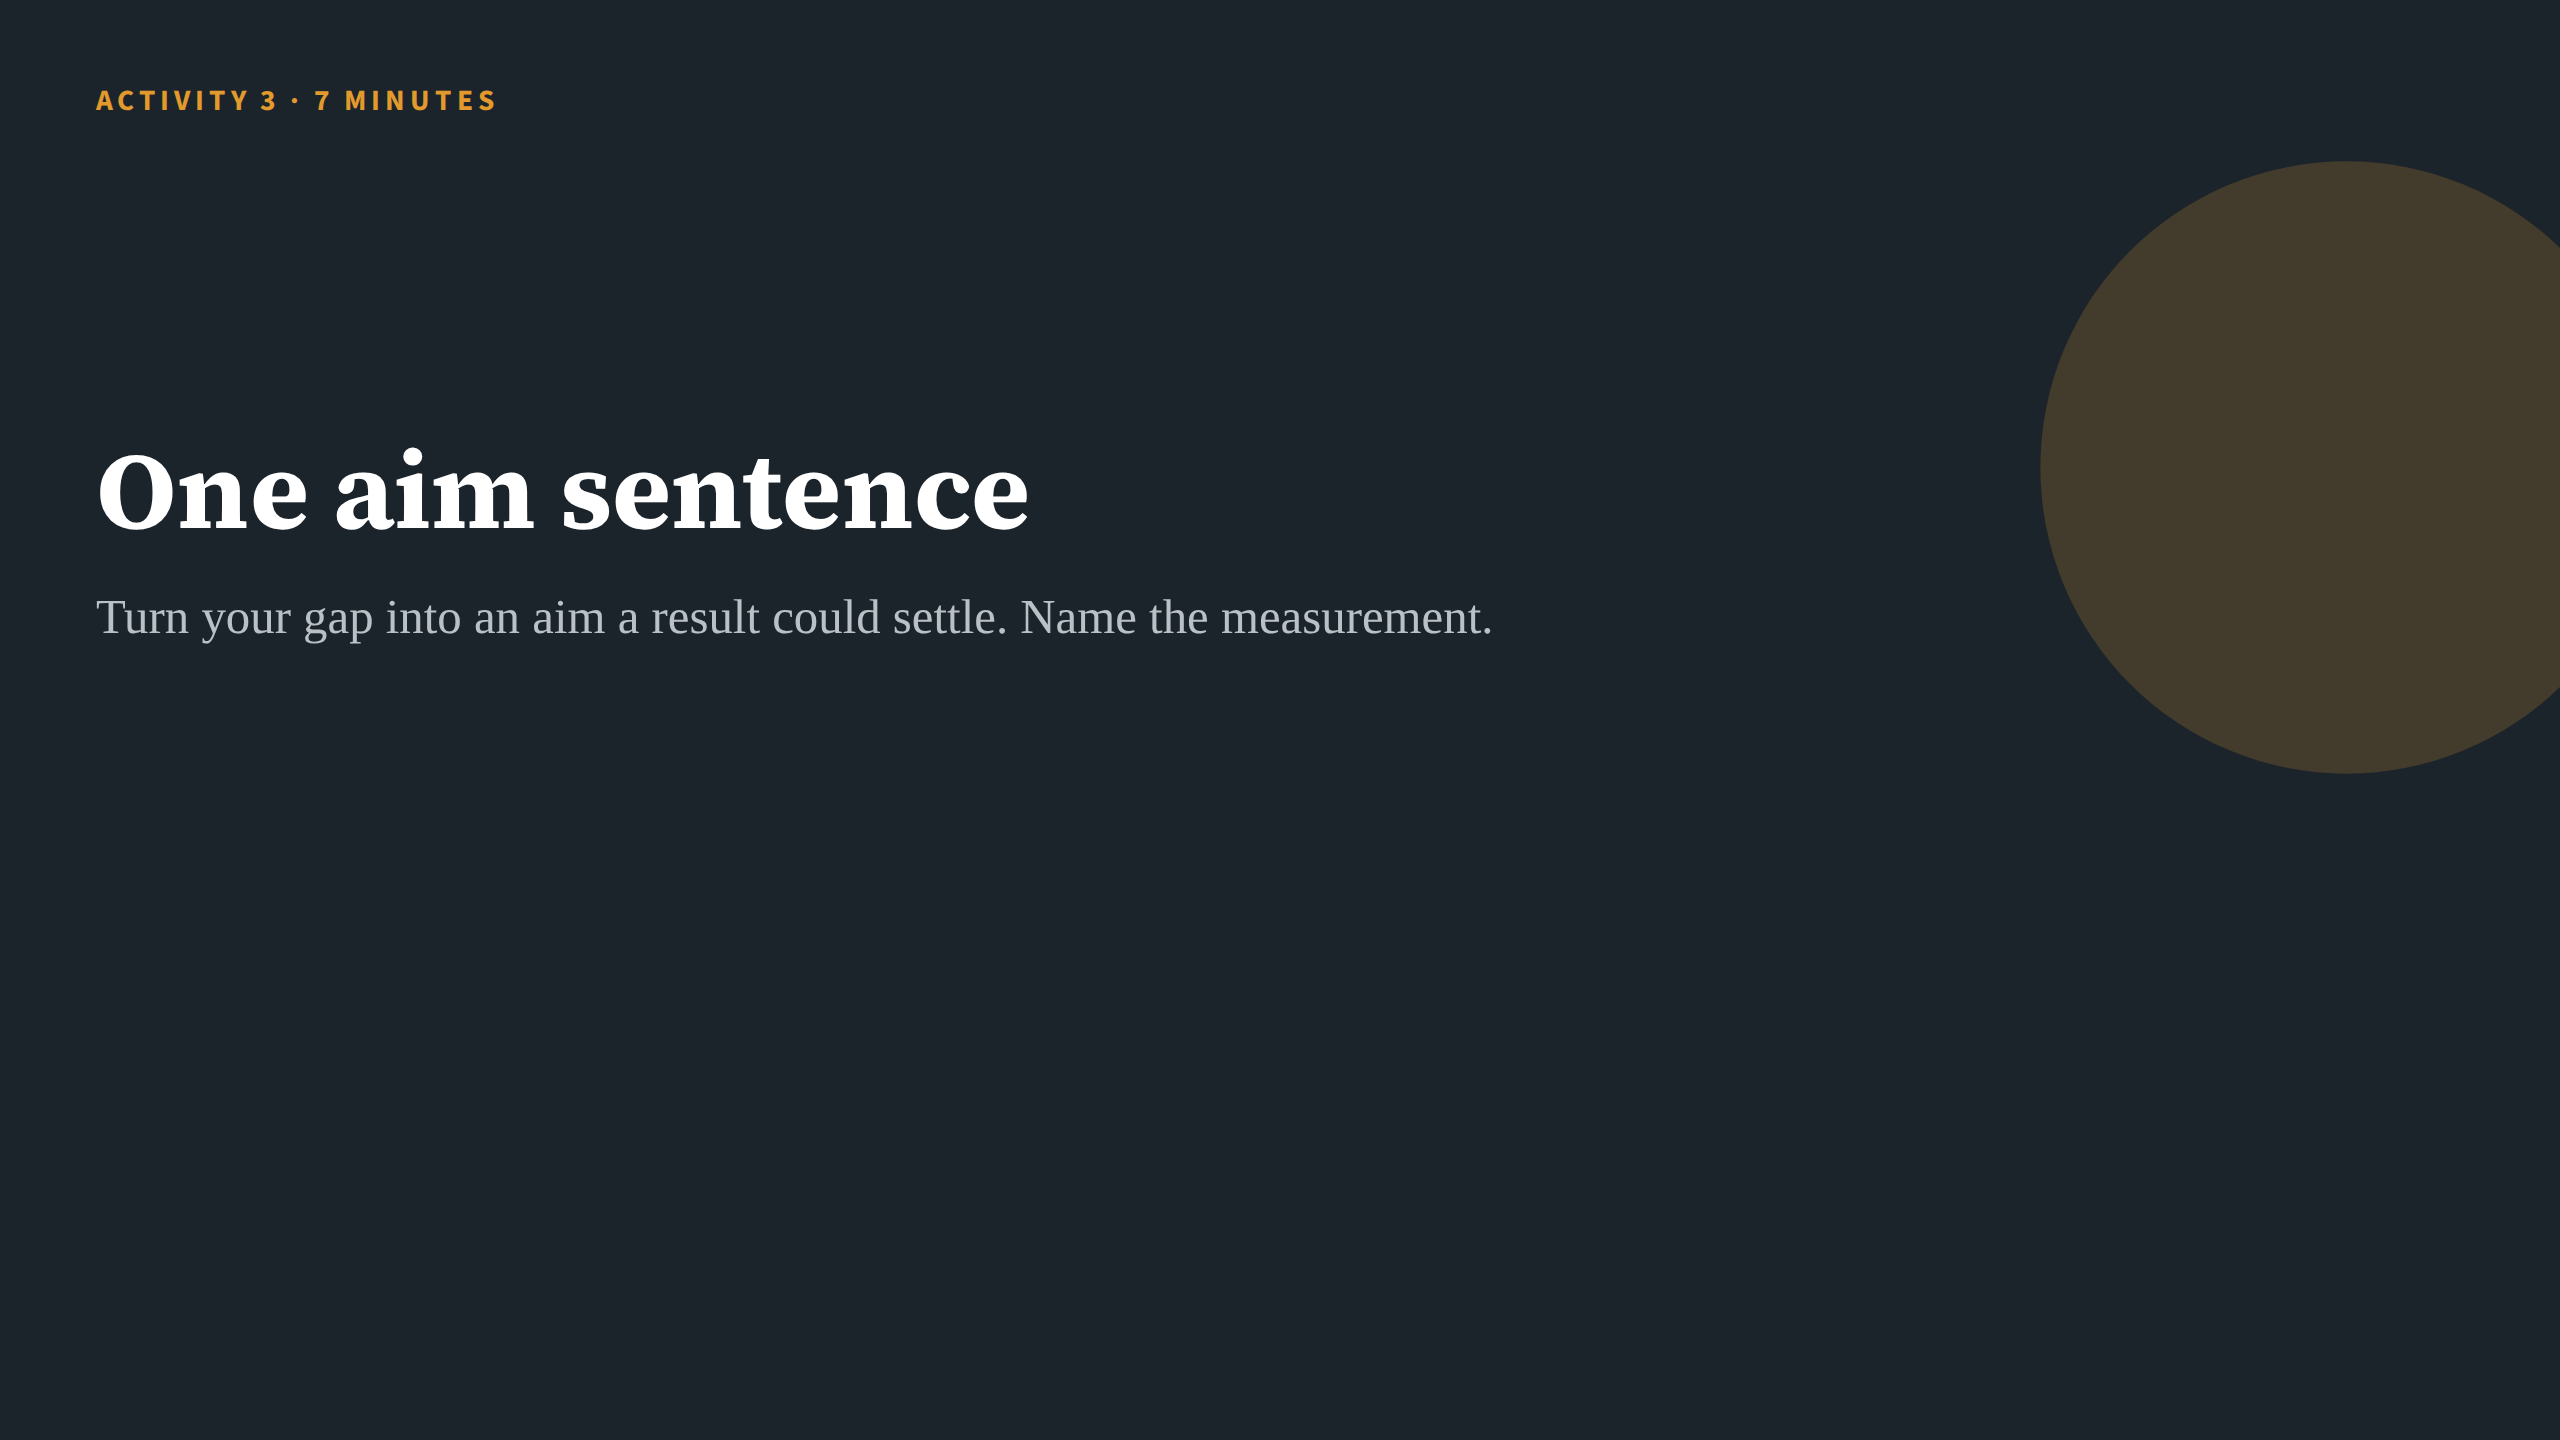 ACTIVITY 3 · 7 MINUTES
One aim sentence
Turn your gap into an aim a result could settle. Name the measurement.